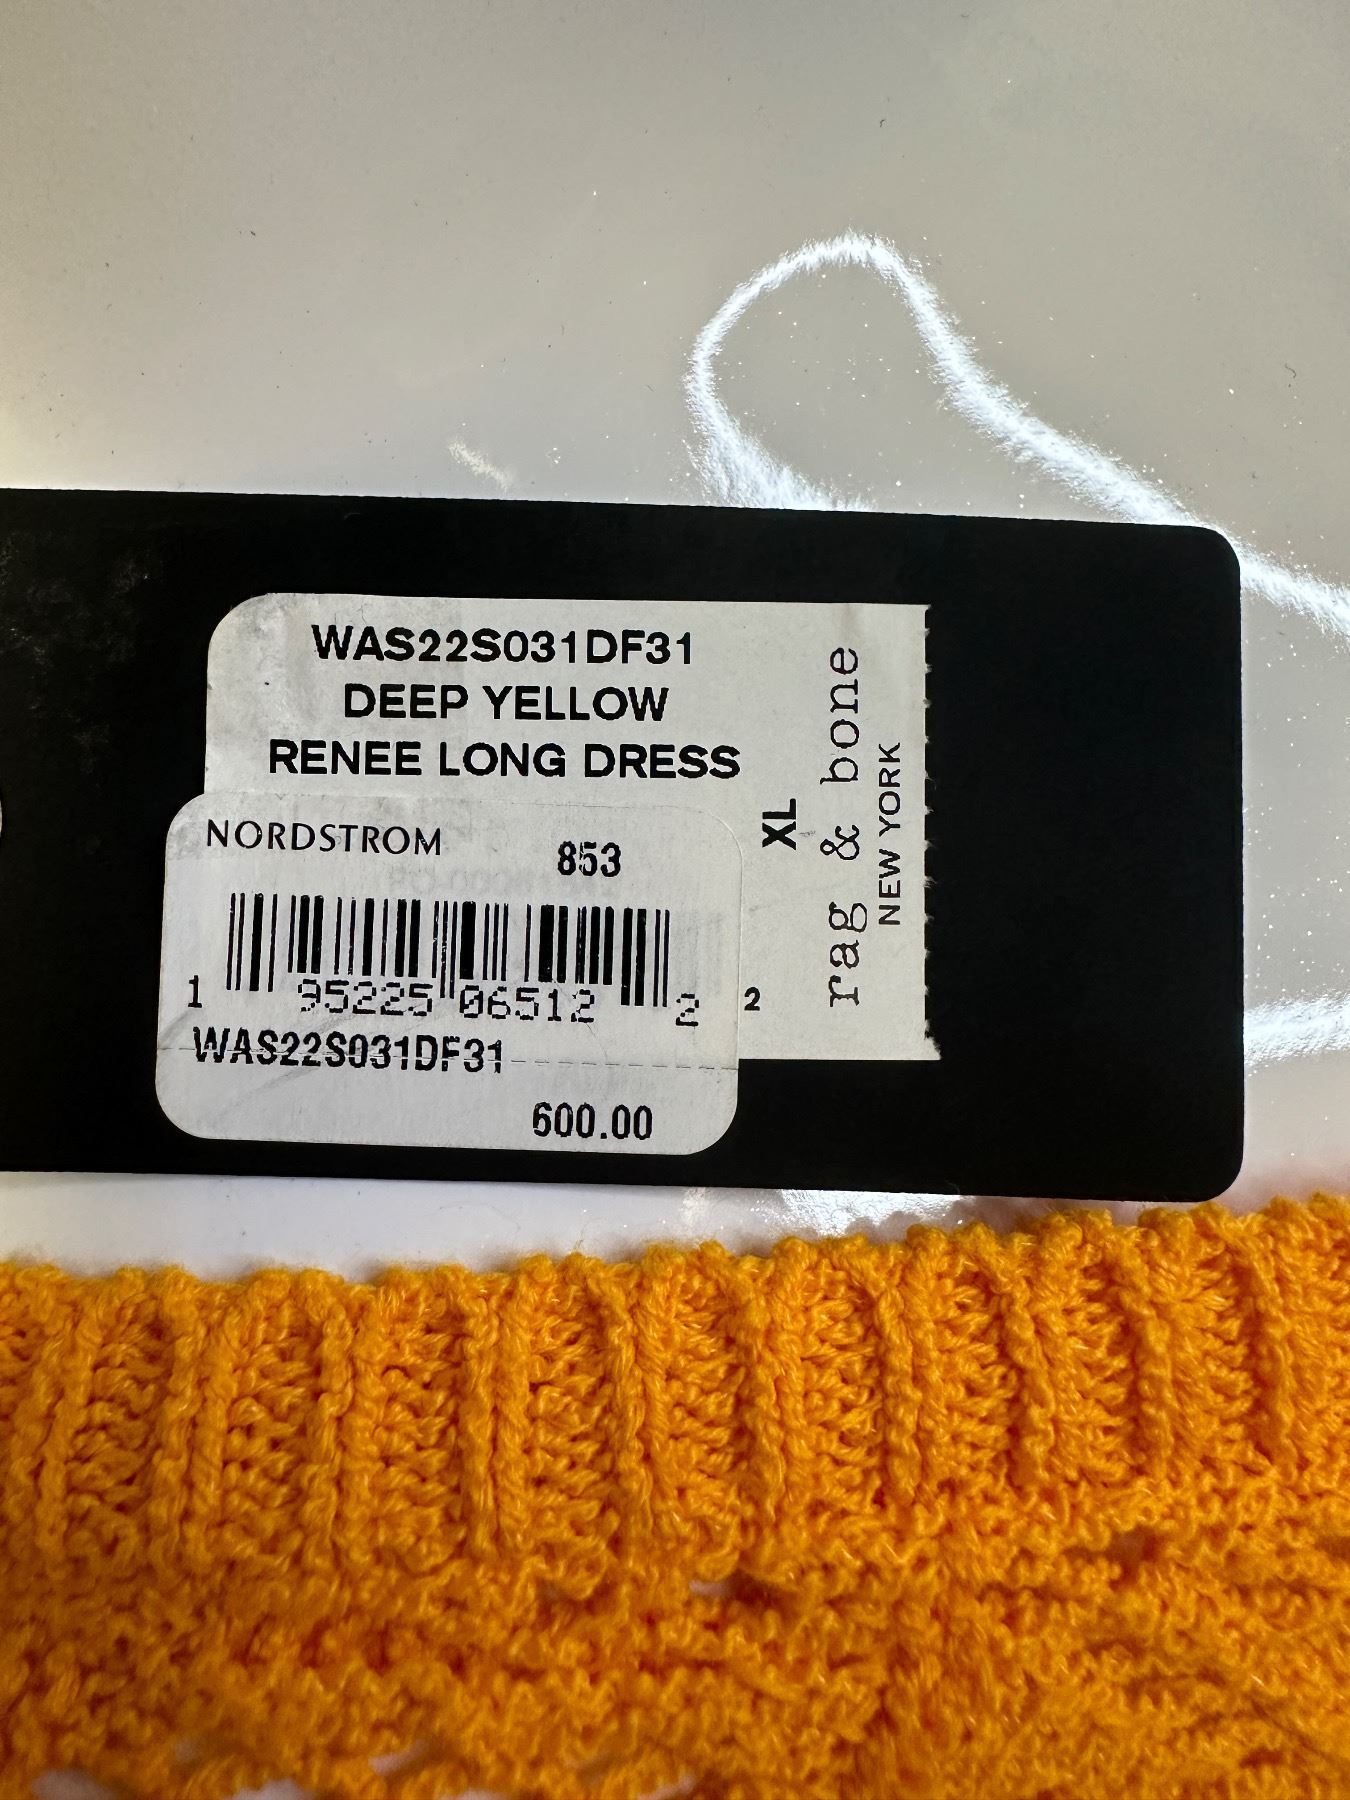 WAS22S031DF31
DEEP YELLOW
RENEE LONG DRESS
XL
rag & bone
NEW YORK
NORDSTROM 853
1 95225 06512 2 2
WAS22S031DF31
600.00